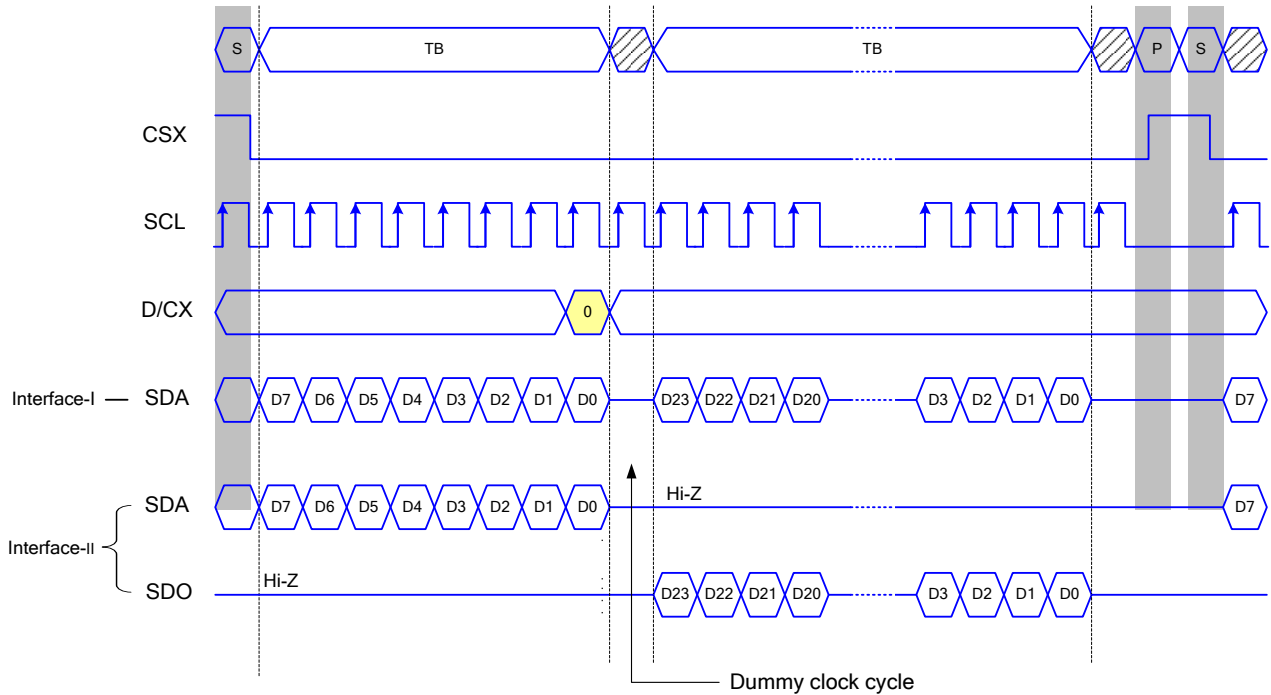 S TB TB P S
CSX
SCL
D/CX 0
Interface-I SDA D7 D6 D5 D4 D3 D2 D1 D0 D23 D22 D21 D20 D3 D2 D1 D0 D7
Interface-II
SDA D7 D6 D5 D4 D3 D2 D1 D0 Hi-Z D7
SDO Hi-Z D23 D22 D21 D20 D3 D2 D1 D0
Dummy clock cycle